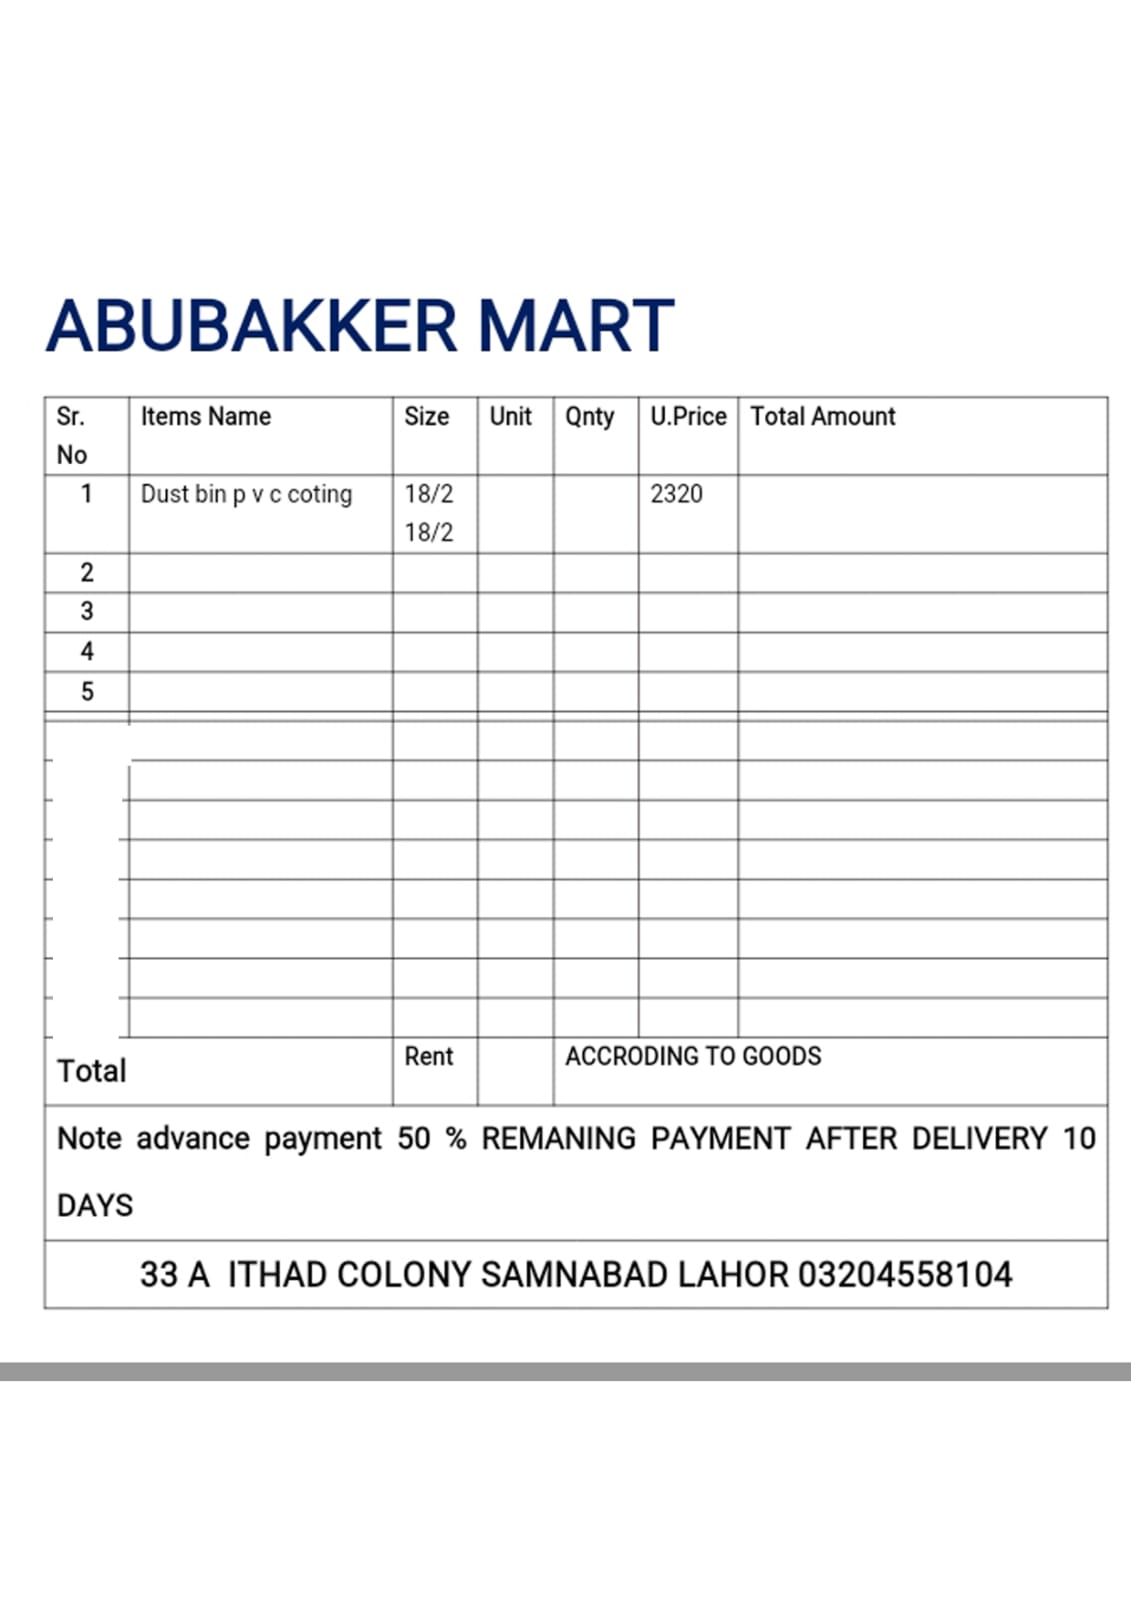 ABUBAKKER MART
Sr. No Items Name Size Unit Qnty U.Price Total Amount
1 Dust bin p v c coting 18/2 18/2 2320
2
3
4
5
Total Rent ACCRODING TO GOODS
Note advance payment 50 % REMANING PAYMENT AFTER DELIVERY 10
DAYS
33 A ITHAD COLONY SAMNABAD LAHOR 03204558104